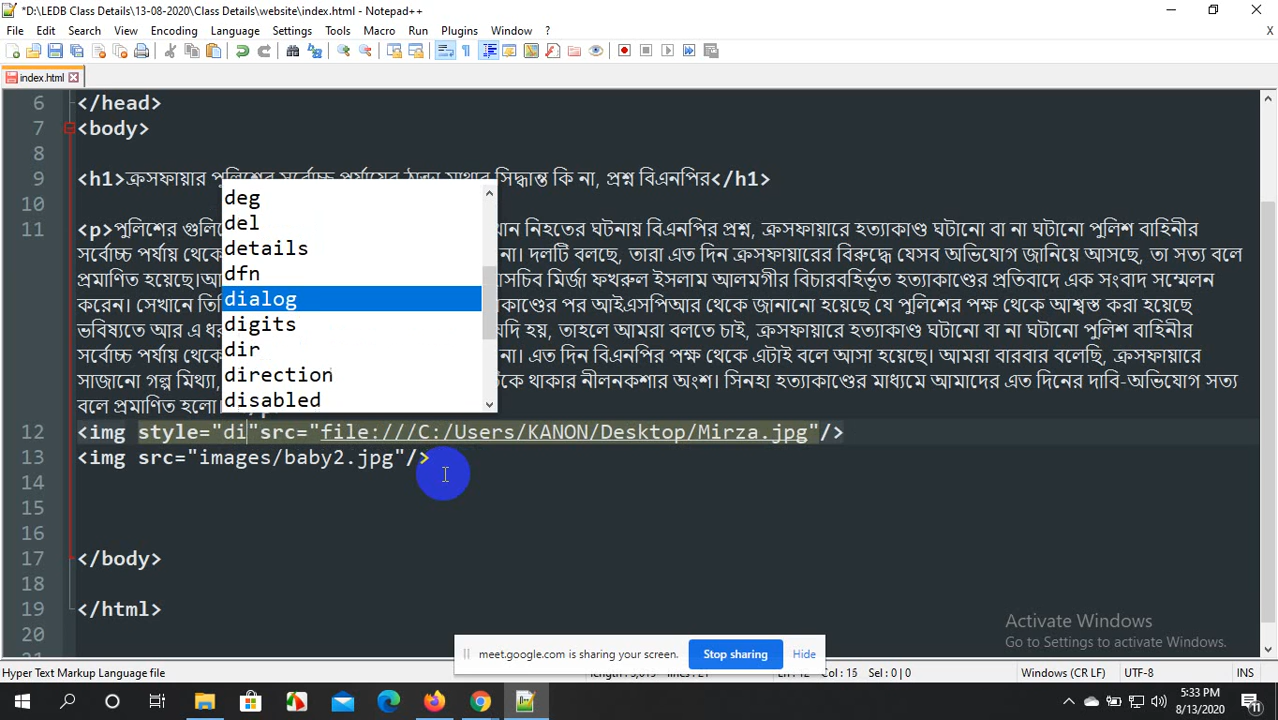 *D:\LEDB Class Details\13-08-2020\Class Details\website\index.html - Notepad++
File Edit Search View Encoding Language Settings Tools Macro Run Plugins Window ? X
index.html
6 </head>
7 <body>
8
9 <h1>ক্রসফায়ার পুলিশের সর্বোচ্চ পর্যায়ের ঠান্ডা মাথার সিদ্ধান্ত কি না, প্রশ্ন বিএনপির</h1>
10
11 <p>পুলিশের গুলিতে নিহতের ঘটনায় বিএনপির প্রশ্ন, ক্রসফায়ারে হত্যাকাণ্ড ঘটানো বা না ঘটানো পুলিশ বাহিনীর
সর্বোচ্চ পর্যায় থেকে না। দলটি বলছে, তারা এত দিন ক্রসফায়ারের বিরুদ্ধে যেসব অভিযোগ জানিয়ে আসছে, তা সত্য বলে
প্রমাণিত হয়েছে।আ মির্জা ফখরুল ইসলাম আলমগীর বিচারবহির্ভূত হত্যাকাণ্ডের প্রতিবাদে এক সংবাদ সম্মেলন
করেন। সেখানে তি কাণ্ডের পর আইএসপিআর থেকে জানানো হয়েছে যে পুলিশের পক্ষ থেকে আশ্বস্ত করা হয়েছে
ভবিষ্যতে আর এ ধর যদি হয়, তাহলে আমরা বলতে চাই, ক্রসফায়ারে হত্যাকাণ্ড ঘটানো বা না ঘটানো পুলিশ বাহিনীর
সর্বোচ্চ পর্যায় থেকে না। এত দিন বিএনপির পক্ষ থেকে এটাই বলে আসা হয়েছে। আমরা বারবার বলেছি, ক্রসফায়ারে
সাজানো গল্প মিথ্যা, কে থাকার নীলনকশার অংশ। সিনহা হত্যাকাণ্ডের মাধ্যমে আমাদের এত দিনের দাবি-অভিযোগ সত্য
বলে প্রমাণিত হলো।
deg
del
details
dfn
dialog
digits
dir
direction
disabled
12 <img style="di"src="file:///C:/Users/KANON/Desktop/Mirza.jpg"/>
13 <img src="images/baby2.jpg"/>
14
15
16
17 </body>
18
19 </html>
20
Activate Windows
Go to Settings to activate Windows.
meet.google.com is sharing your screen. Stop sharing Hide
Hyper Text Markup Language file Ln : 12 Col : 15 Sel : 0 | 0 Windows (CR LF) UTF-8 INS
5:33 PM
8/13/2020
11